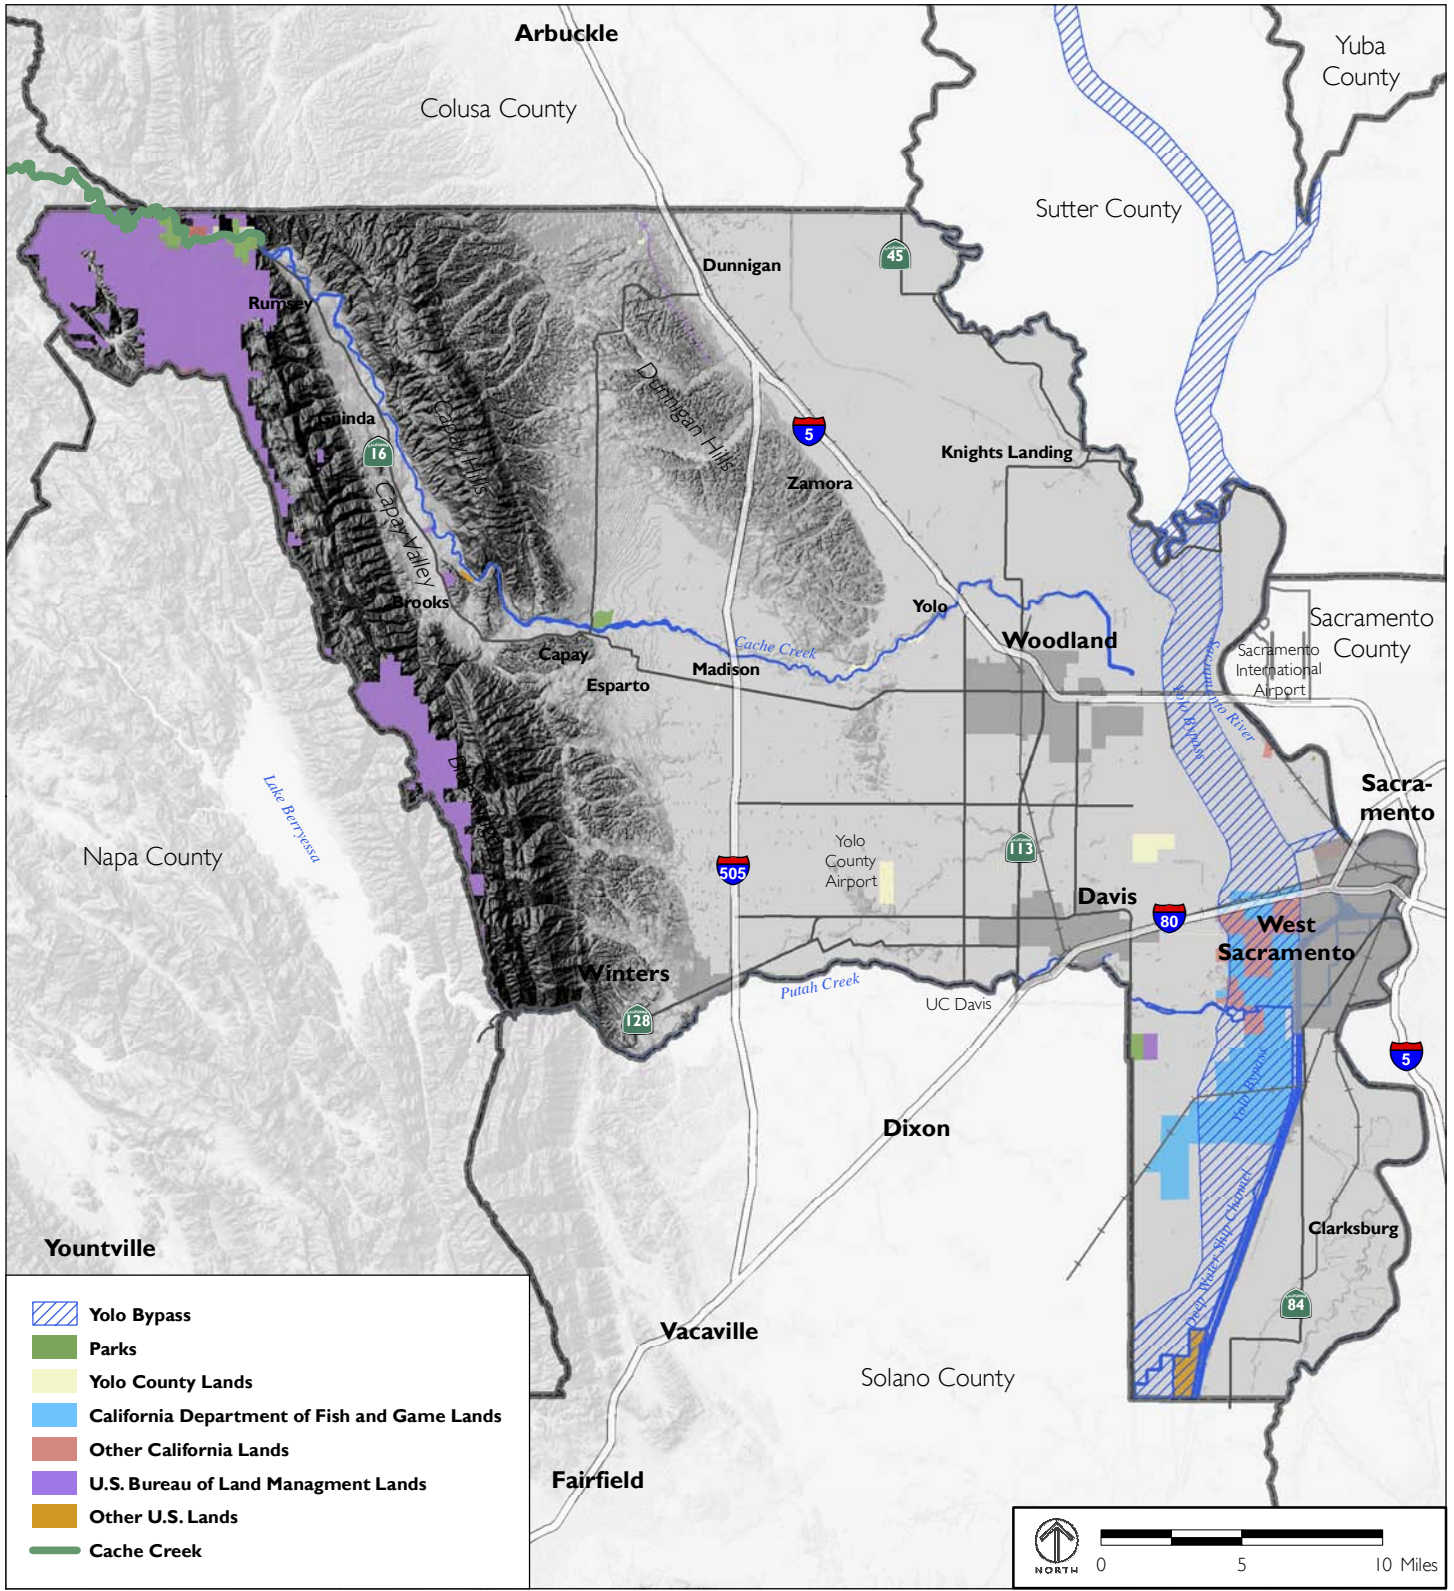 Arbuckle
Yuba
County
Colusa County
Sutter County
CALIFORNIA
45
Dunnigan
Rumsey
Dunnigan Hills
Capay Hills
Guinda
CALIFORNIA
16
5
Knights Landing
Zamora
Capay Valley
Brooks
Yolo
Woodland
Cache Creek
Capay
Madison
Esparto
Sacramento
County
Sacramento
International
Airport
Sacramento River
Yolo Bypass
Lake Berryessa
Sacra-
mento
Napa County
Yolo
County
Airport
CALIFORNIA
113
505
Davis
80
West
Sacramento
Winters
Putah Creek
UC Davis
CALIFORNIA
128
5
Yolo Bypass
Dixon
Deep Water Ship Channel
Clarksburg
Yountville
CALIFORNIA
84
Vacaville
Solano County
Fairfield
Yolo Bypass
Parks
Yolo County Lands
California Department of Fish and Game Lands
Other California Lands
U.S. Bureau of Land Managment Lands
Other U.S. Lands
Cache Creek
NORTH
0 5 10 Miles